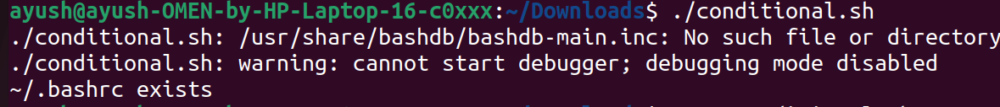 ayush@ayush-OMEN-by-HP-Laptop-16-c0xxx:~/Downloads$ ./conditional.sh
./conditional.sh: /usr/share/bashdb/bashdb-main.inc: No such file or directory
./conditional.sh: warning: cannot start debugger; debugging mode disabled
~/.bashrc exists